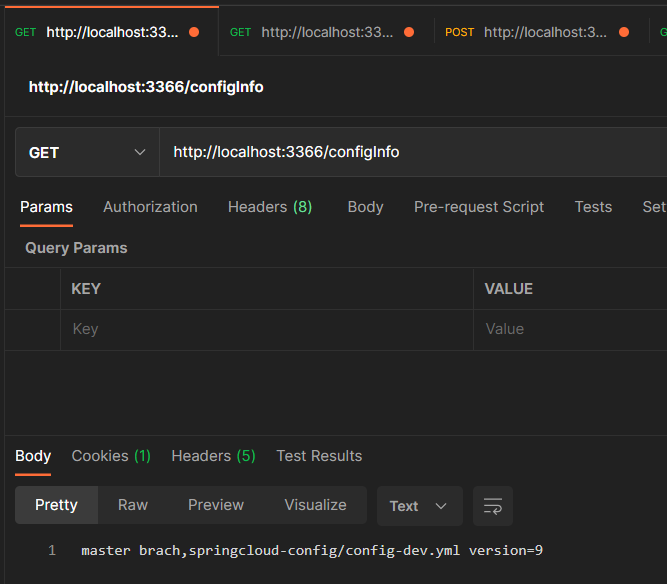 GET http://localhost:33... GET http://localhost:33... POST http://localhost:3... G
http://localhost:3366/configInfo
GET http://localhost:3366/configInfo
Params Authorization Headers (8) Body Pre-request Script Tests Set
Query Params
KEY VALUE
Key Value
Body Cookies (1) Headers (5) Test Results
Pretty Raw Preview Visualize Text
1 master brach,springcloud-config/config-dev.yml version=9